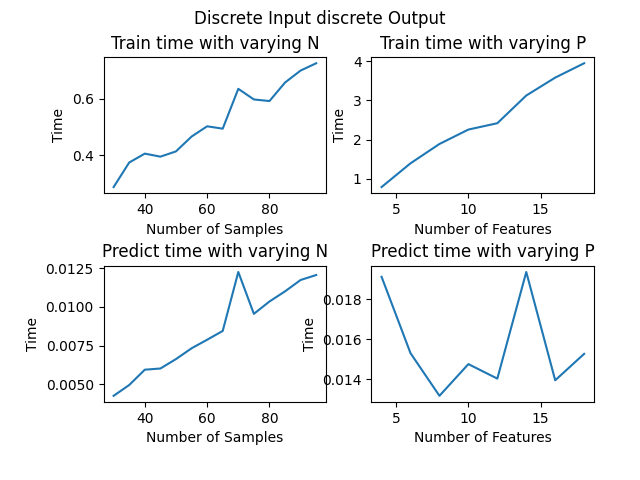 Discrete Input discrete Output
Train time with varying N
Time
0.6
0.4
40 60 80
Number of Samples
Train time with varying P
Time
4
3
2
1
5 10 15
Number of Features
Predict time with varying N
Time
0.0125
0.0100
0.0075
0.0050
40 60 80
Number of Samples
Predict time with varying P
Time
0.018
0.016
0.014
5 10 15
Number of Features